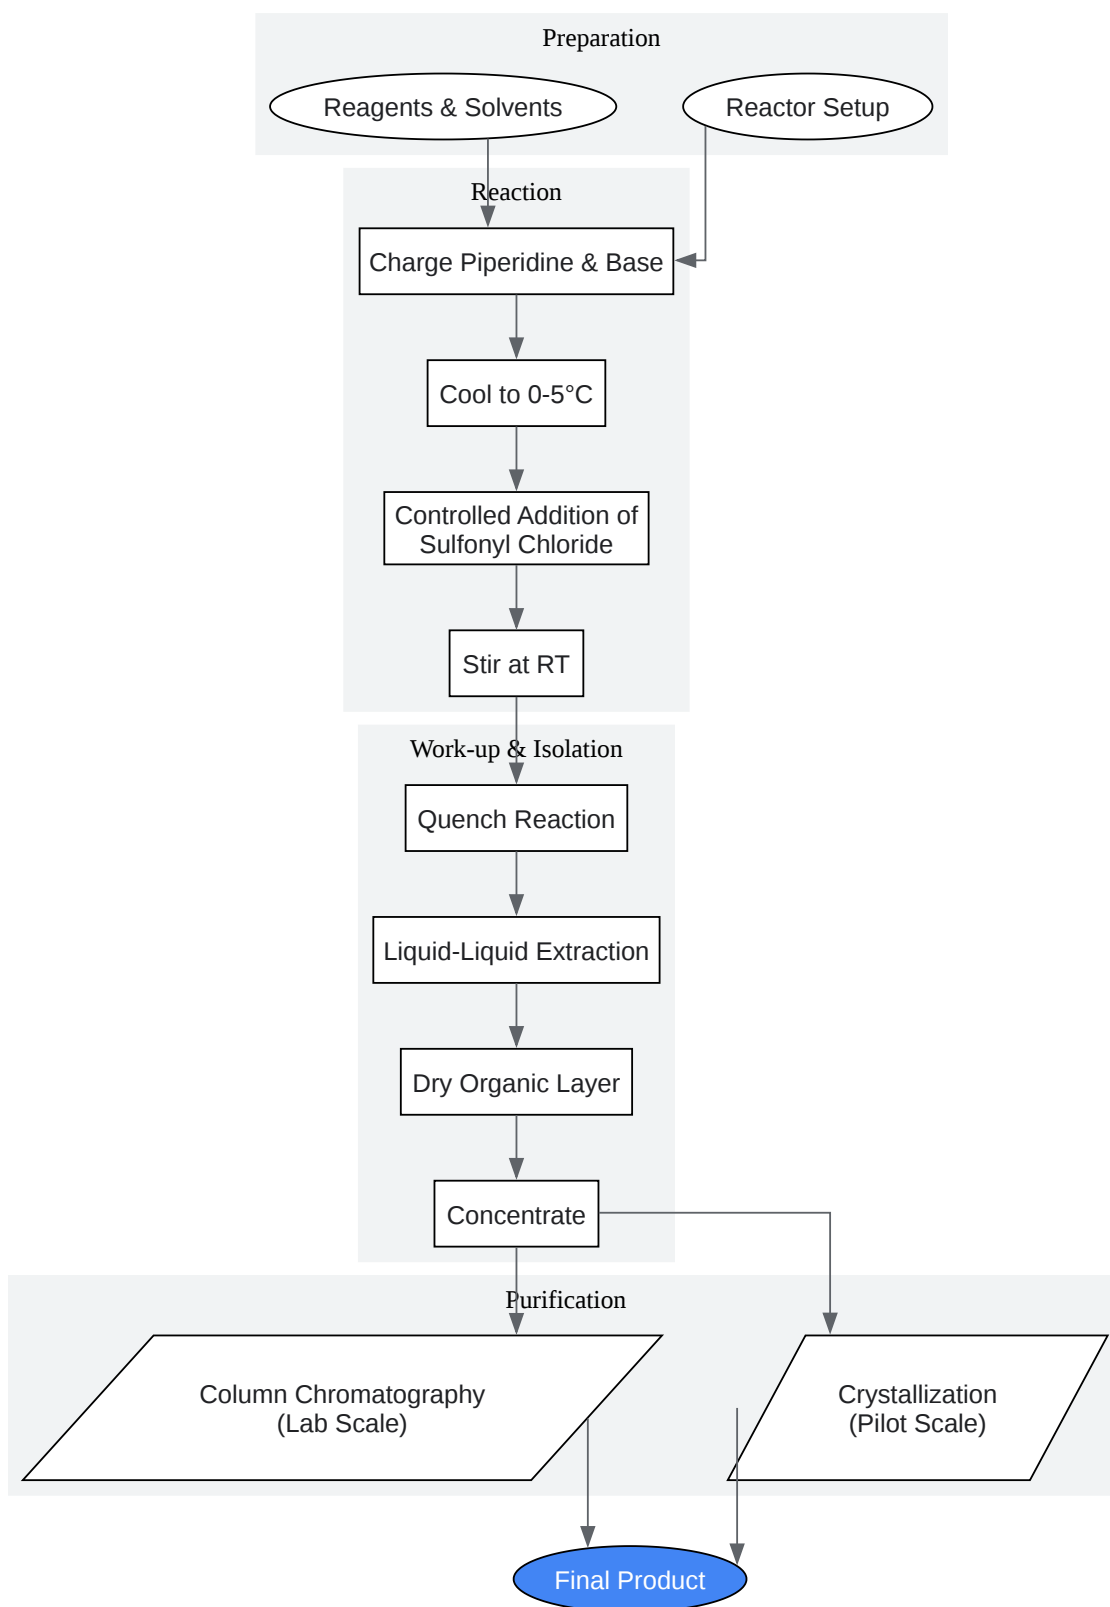 Preparation
Reagents & Solvents
Reactor Setup
Reaction
Charge Piperidine & Base
Cool to 0-5°C
Controlled Addition of
Sulfonyl Chloride
Stir at RT
Work-up & Isolation
Quench Reaction
Liquid-Liquid Extraction
Dry Organic Layer
Concentrate
Purification
Column Chromatography
(Lab Scale)
Crystallization
(Pilot Scale)
Final Product